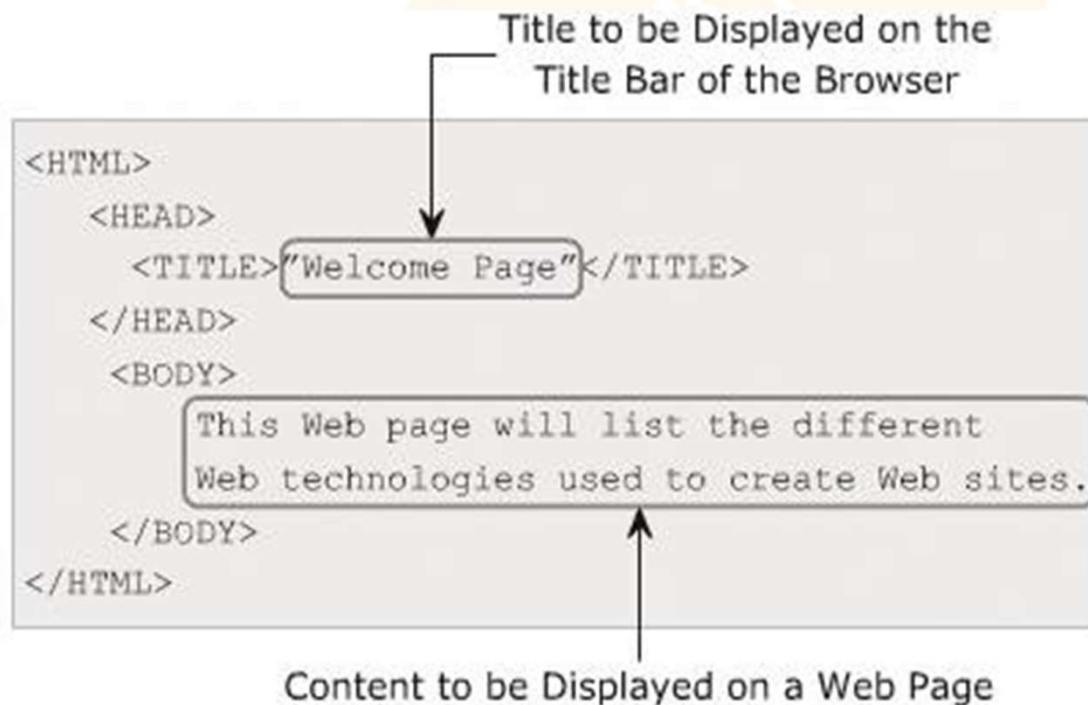 Title to be Displayed on the
Title Bar of the Browser
<HTML>
<HEAD>
<TITLE>"Welcome Page"</TITLE>
</HEAD>
<BODY>
This Web page will list the different
Web technologies used to create Web sites.
</BODY>
</HTML>
Content to be Displayed on a Web Page